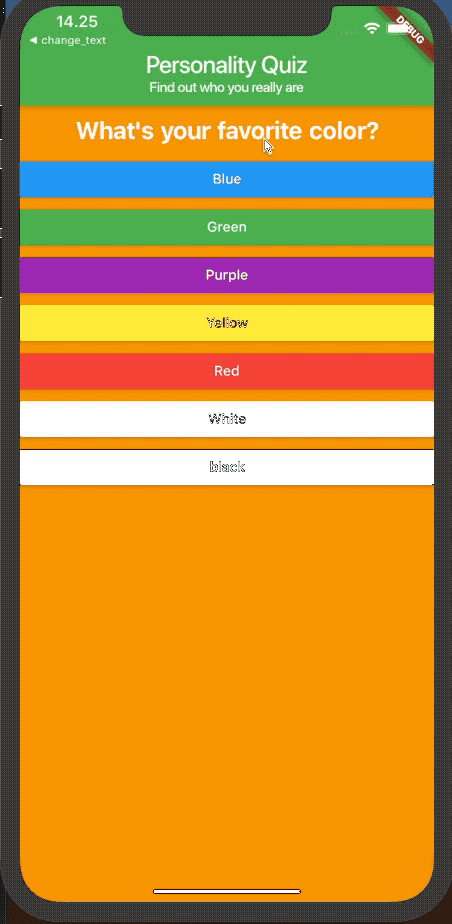 14.25
DEBUG
◀ change_text
Personality Quiz
Find out who you really are
What's your favorite color?
Blue
Green
Purple
Yellow
Red
White
black